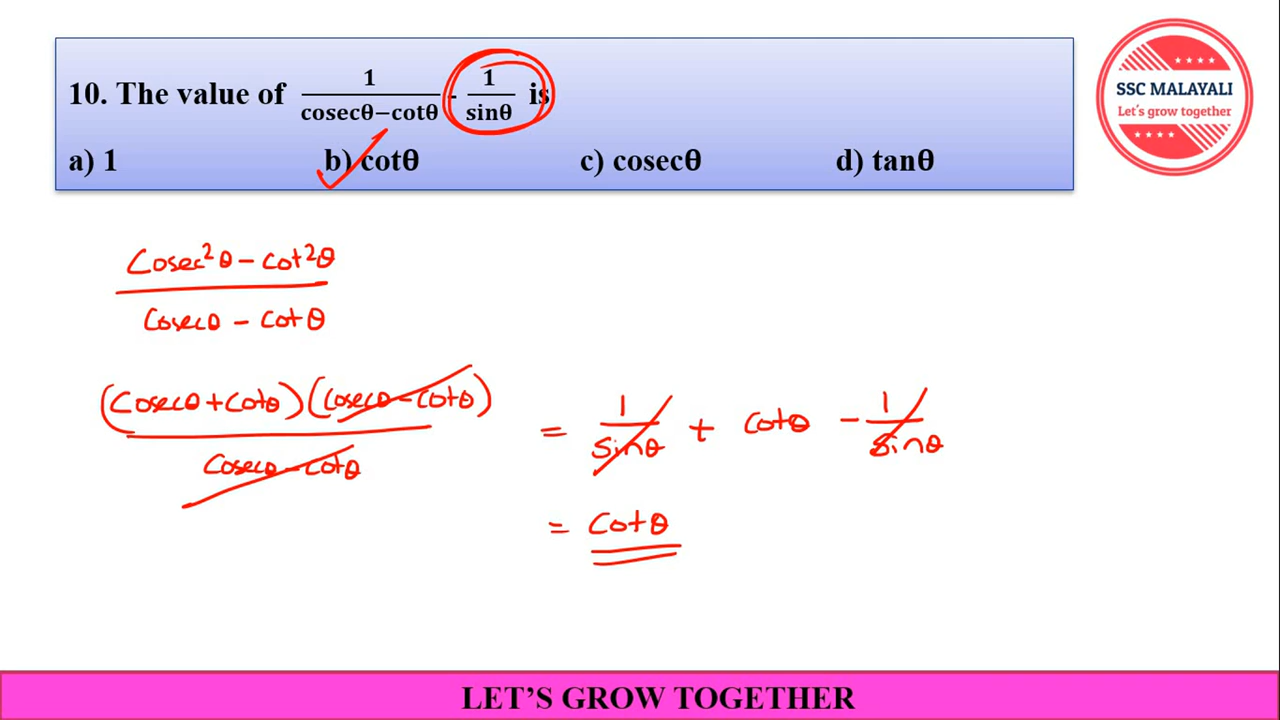 10. The value of 1/(cosecθ−cotθ) - 1/sinθ is
a) 1 b) cotθ c) cosecθ d) tanθ
SSC MALAYALI
Let's grow together
Cosec²θ − cot²θ
Cosecθ − cotθ
(Cosecθ + Cotθ) (Cosecθ − Cotθ)
Cosecθ − cotθ
= 1/sinθ + cotθ − 1/sinθ
= Cotθ
LET’S GROW TOGETHER